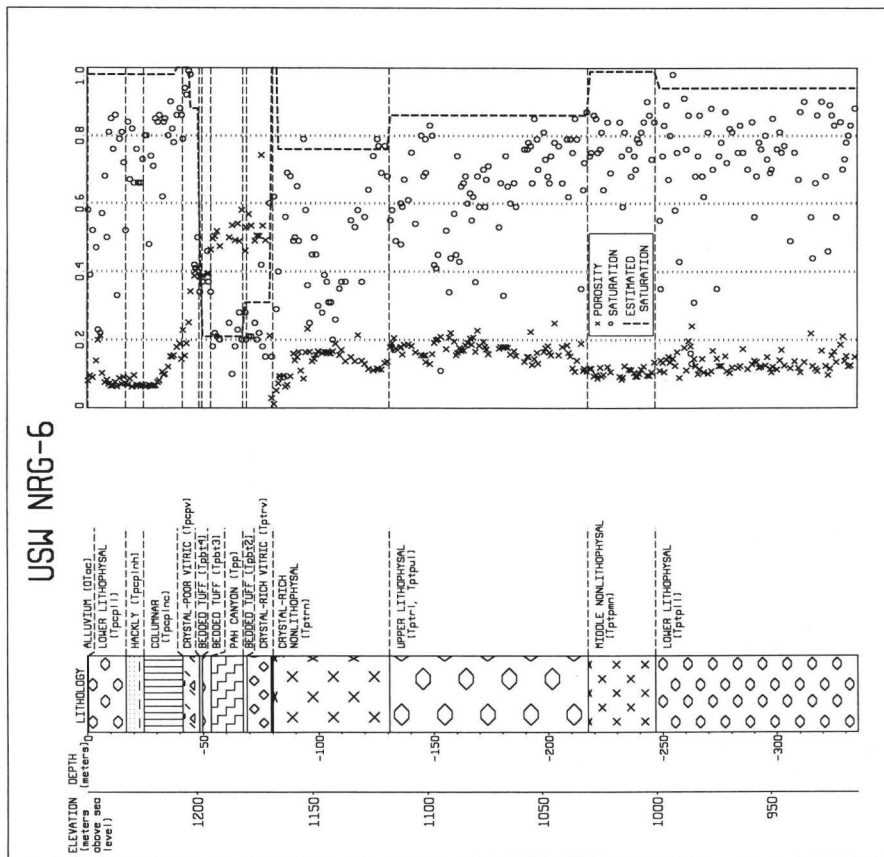 USW NRG-6
ELEVATION
(meters
above sea
level)
DEPTH
(meters)
LITHOLOGY
1200
1150
1100
1050
1000
950
0
-50
-100
-150
-200
-250
-300
ALLUVIUM (QTac)
LOWER LITHOPHYSAL
(Tpcpll)
HACKLY (Tpcplnh)
COLUMNAR
(Tpcplnc)
CRYSTAL-POOR VITRIC (Tpcpv)
BEDDED TUFF (Tpbt4)
BEDDED TUFF (Tpbt3)
PAH CANYON (Tpp)
BEDDED TUFF (Tpbt2)
CRYSTAL-RICH VITRIC (Tptrv)
CRYSTAL-RICH
NONLITHOPHYSAL
(Tptrn)
UPPER LITHOPHYSAL
(Tptrl, Tptpul)
MIDDLE NONLITHOPHYSAL
(Tptpmn)
LOWER LITHOPHYSAL
(Tptpll)
0
0.2
0.4
0.6
0.8
1.0
× POROSITY
○ SATURATION
--- ESTIMATED
SATURATION